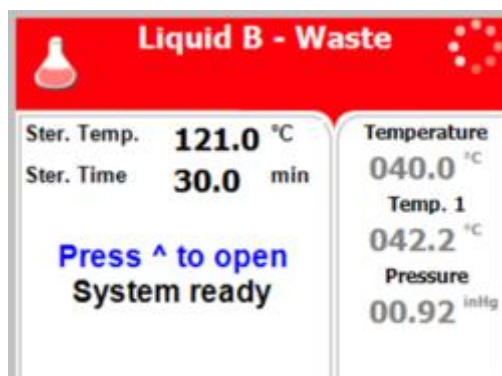 Liquid B - Waste
Ster. Temp. 121.0 °C
Ster. Time 30.0 min
Press ^ to open
System ready
Temperature
040.0 °C
Temp. 1
042.2 °C
Pressure
00.92 inHg